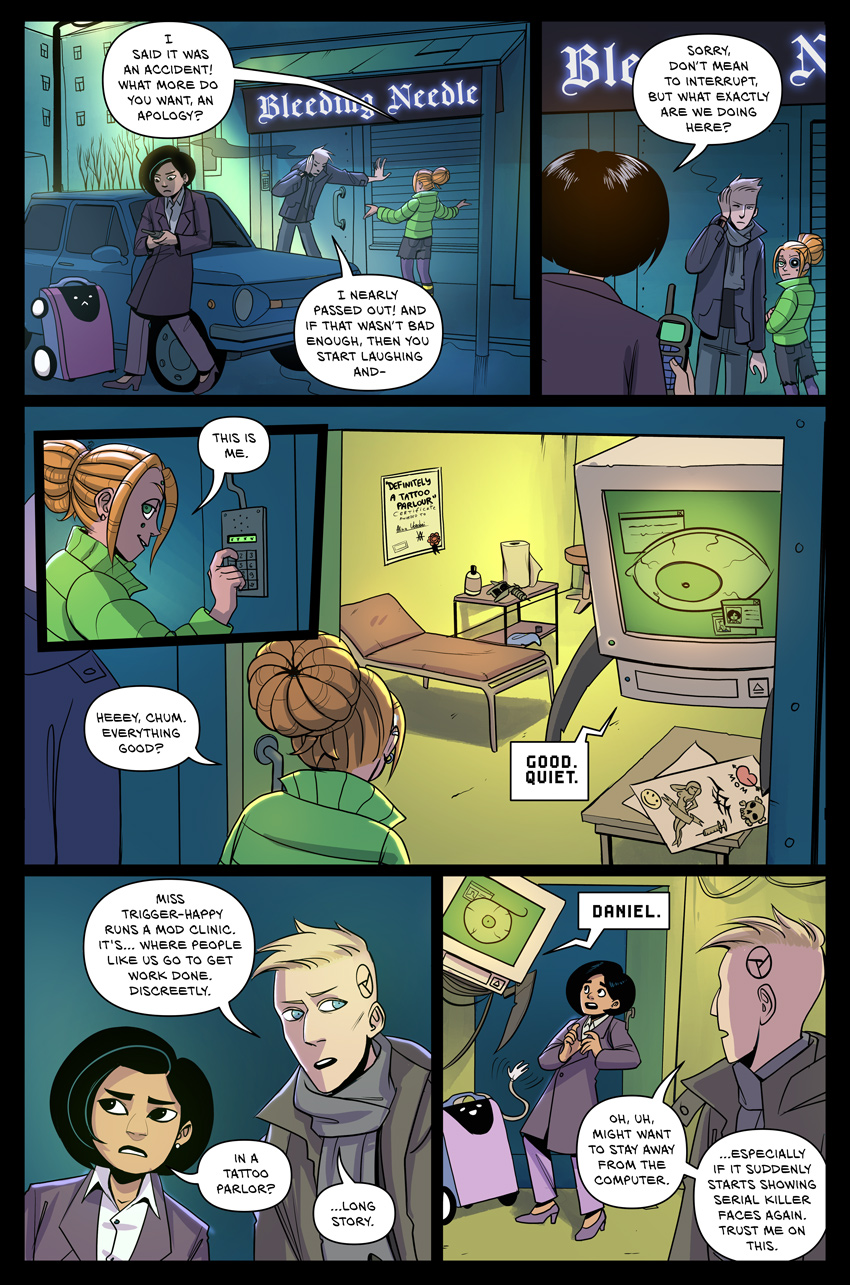 I
SAID IT WAS
AN ACCIDENT!
WHAT MORE DO
YOU WANT, AN
APOLOGY?
Bleeding Needle
I NEARLY
PASSED OUT! AND
IF THAT WASN'T BAD
ENOUGH, THEN YOU
START LAUGHING
AND-
SORRY,
DON'T MEAN
TO INTERRUPT,
BUT WHAT EXACTLY
ARE WE DOING
HERE?
Ble
N
THIS IS
ME.
"DEFINITELY
A TATTOO
PARLOUR"
CERTIFICATE
HEEEY, CHUM.
EVERYTHING
GOOD?
GOOD.
QUIET.
MOM
MISS
TRIGGER-HAPPY
RUNS A MOD CLINIC.
IT'S... WHERE PEOPLE
LIKE US GO TO GET
WORK DONE.
DISCREETLY.
IN A
TATTOO
PARLOR?
...LONG
STORY.
DANIEL.
OH, UH,
MIGHT WANT
TO STAY AWAY
FROM THE
COMPUTER.
...ESPECIALLY
IF IT SUDDENLY
STARTS SHOWING
SERIAL KILLER
FACES AGAIN.
TRUST ME ON
THIS.